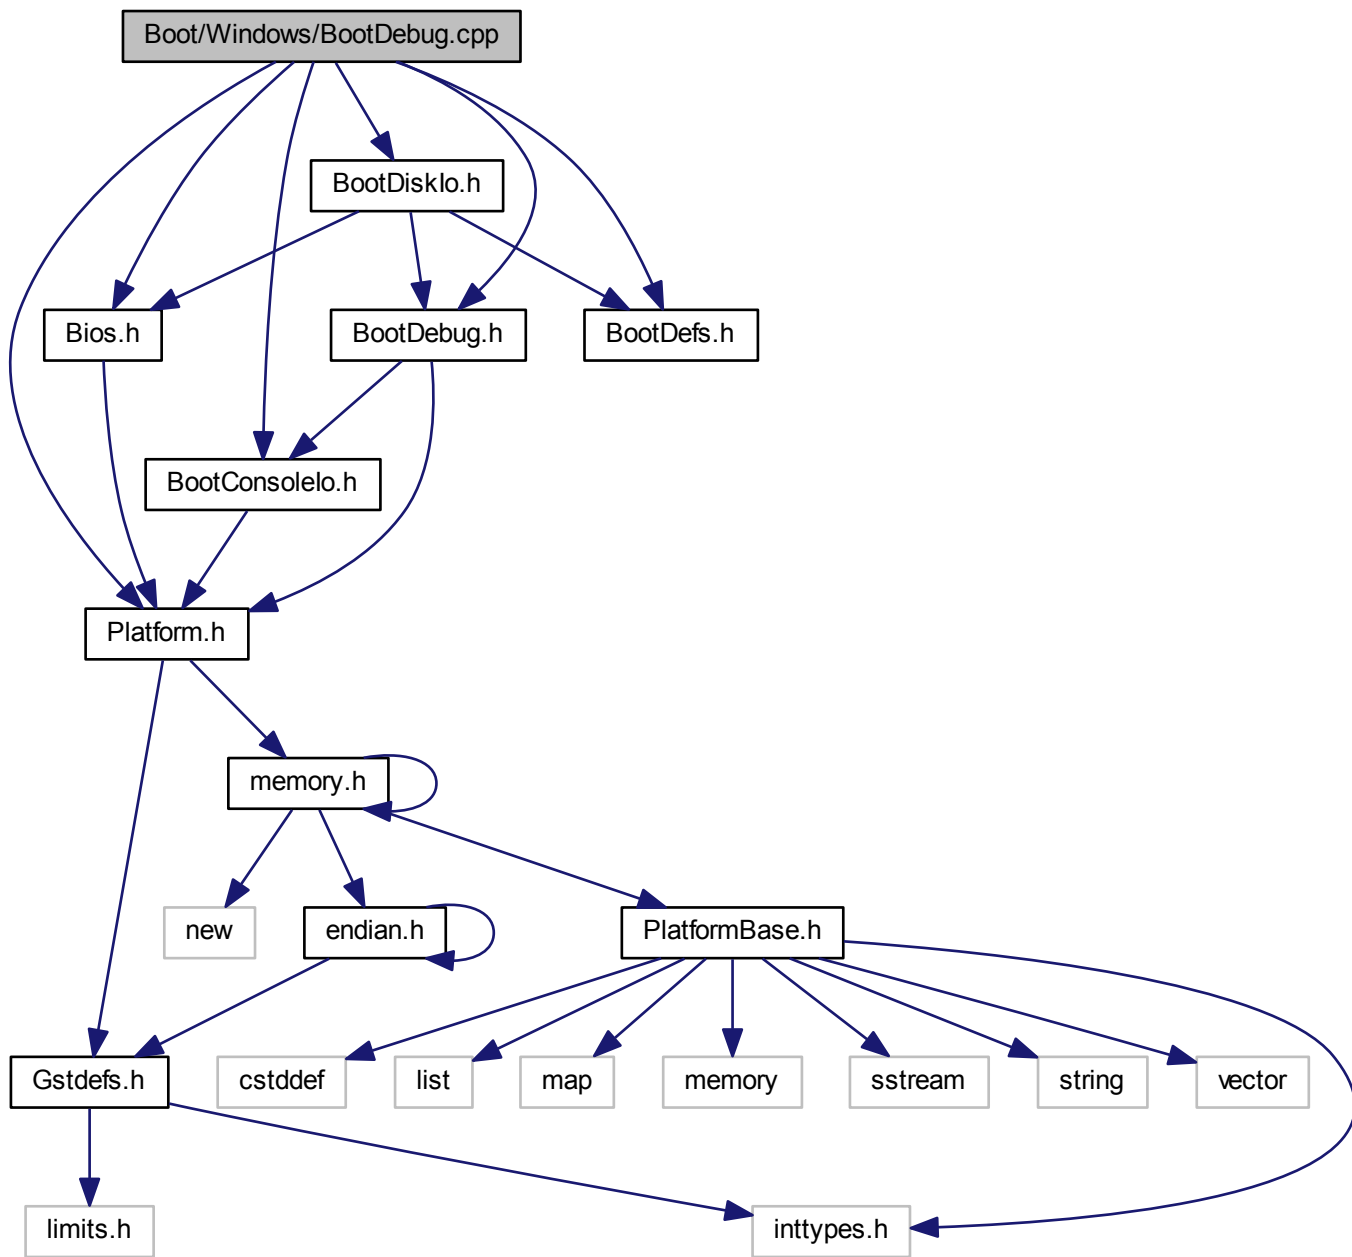 Boot/Windows/BootDebug.cpp
BootDiskIo.h
Bios.h
BootDebug.h
BootDefs.h
BootConsoleIo.h
Platform.h
memory.h
new
endian.h
PlatformBase.h
Gstdefs.h
cstddef
list
map
memory
sstream
string
vector
limits.h
inttypes.h